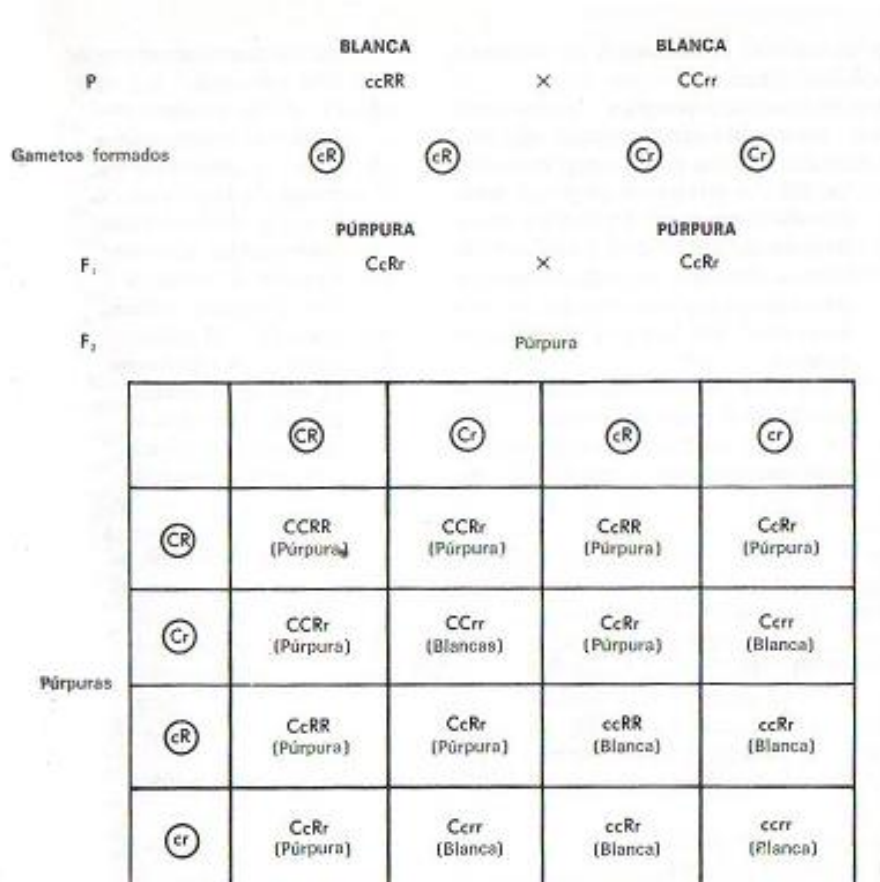 BLANCA BLANCA
P ccRR × CCrr
Gametos formados cR cR Cr Cr
PÚRPURA PÚRPURA
F₁ CcRr × CcRr
F₂ Púrpura
CR Cr cR cr
CR CCRR CCRr CcRR CcRr
(Púrpura) (Púrpura) (Púrpura) (Púrpura)
Cr CCRr CCrr CcRr Ccrr
(Púrpura) (Blancas) (Púrpura) (Blanca)
Púrpuras
cR CcRR CcRr ccRR ccRr
(Púrpura) (Púrpura) (Blanca) (Blanca)
cr CcRr Ccrr ccRr ccrr
(Púrpura) (Blanca) (Blanca) (Blanca)